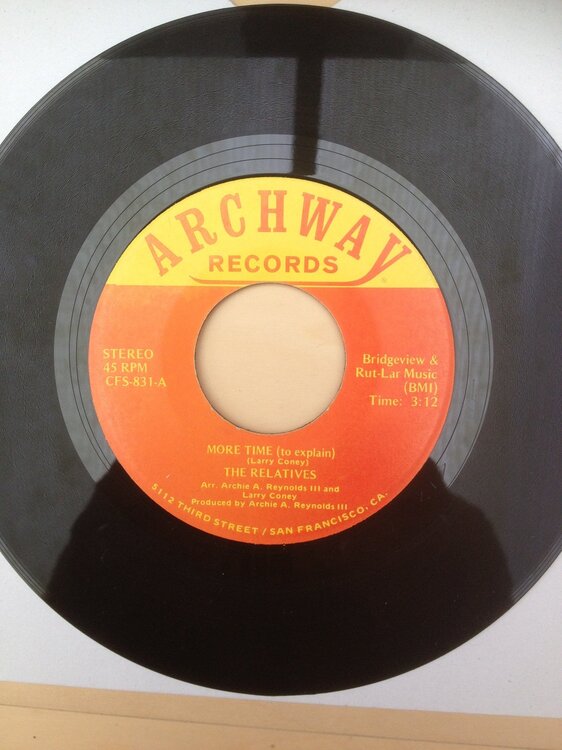 ARCHWAY
RECORDS
STEREO
45 RPM
CFS-831-A
Bridgeview &
Rut-Lar Music
(BMI)
Time: 3:12
MORE TIME (to explain)
(Larry Coney)
THE RELATIVES
Arr. Archie A. Reynolds III and
Larry Coney
Produced by Archie A. Reynolds III
5112 THIRD STREET / SAN FRANCISCO, CA.